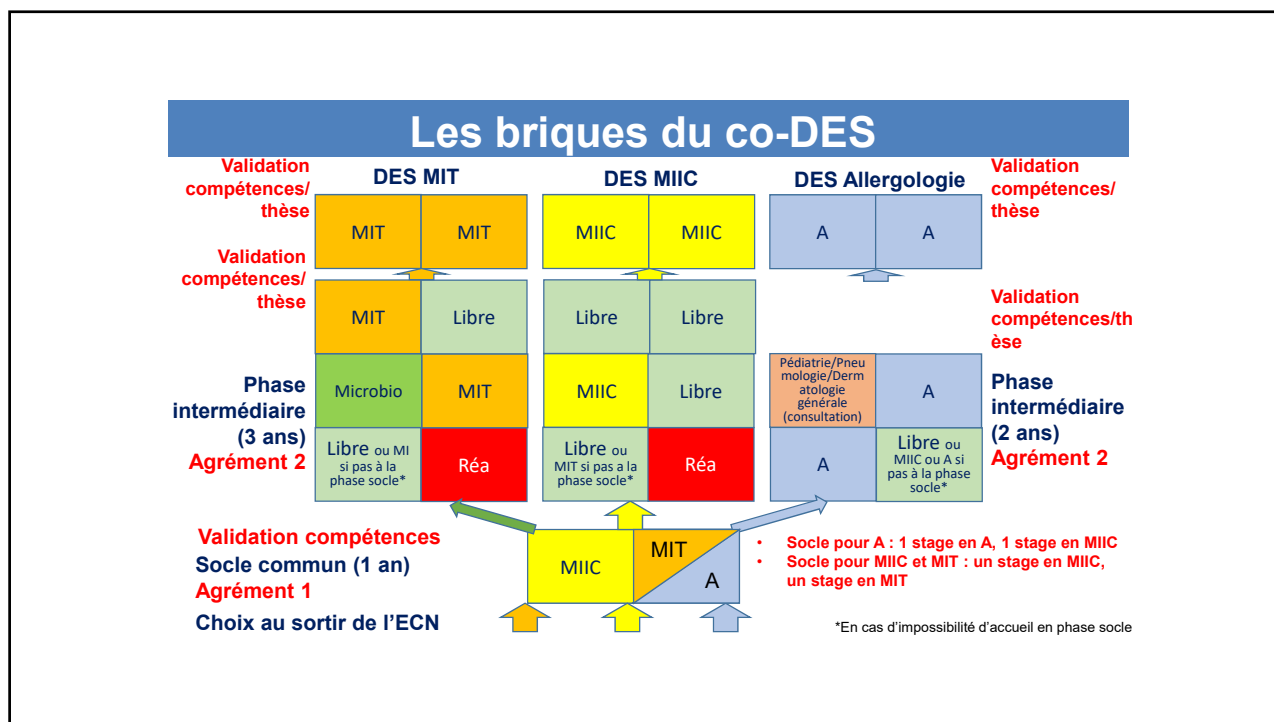 Les briques du co-DES
Validation
compétences/
thèse
DES MIT
DES MIIC
DES Allergologie
Validation
compétences/
thèse
MIT
MIT
MIIC
MIIC
A
A
Validation
compétences/
thèse
MIT
Libre
Libre
Libre
Validation
compétences/th
èse
Phase
intermédiaire
(3 ans)
Agrément 2
Microbio
MIT
MIIC
Libre
Pédiatrie/Pneu
mologie/Derm
atologie
générale
(consultation)
A
Phase
intermédiaire
(2 ans)
Agrément 2
Libre ou MI
si pas à la
phase socle*
Réa
Libre ou
MIT si pas a la
phase socle*
Réa
A
Libre ou
MIIC ou A si
pas à la phase
socle*
Validation compétences
Socle commun (1 an)
Agrément 1
Choix au sortir de l’ECN
MIIC
MIT
A
• Socle pour A : 1 stage en A, 1 stage en MIIC
• Socle pour MIIC et MIT : un stage en MIIC,
un stage en MIT
*En cas d’impossibilité d’accueil en phase socle